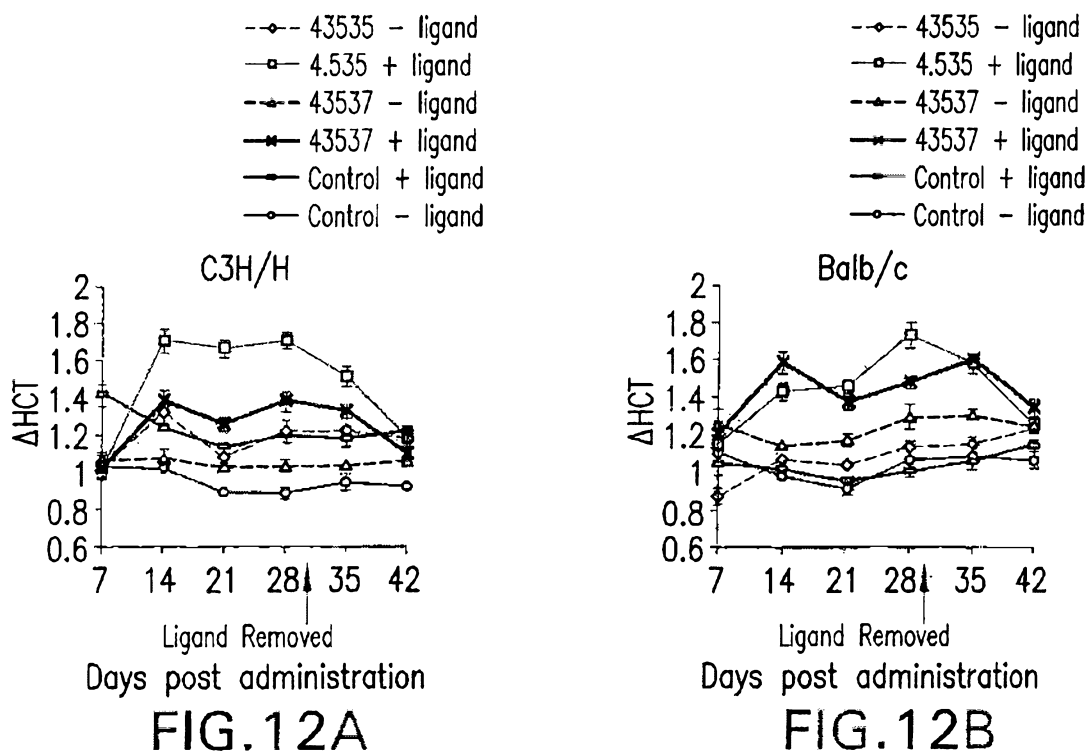 43535 – ligand
4.535 + ligand
43537 – ligand
43537 + ligand
Control + ligand
Control – ligand
C3H/H
ΔHCT
2
1.8
1.6
1.4
1.2
1
0.8
0.6
7 14 21 28 35 42
Ligand Removed
Days post administration
FIG.12A
43535 – ligand
4.535 + ligand
43537 – ligand
43537 + ligand
Control + ligand
Control – ligand
Balb/c
ΔHCT
2
1.8
1.6
1.4
1.2
1
0.8
0.6
7 14 21 28 35 42
Ligand Removed
Days post administration
FIG.12B